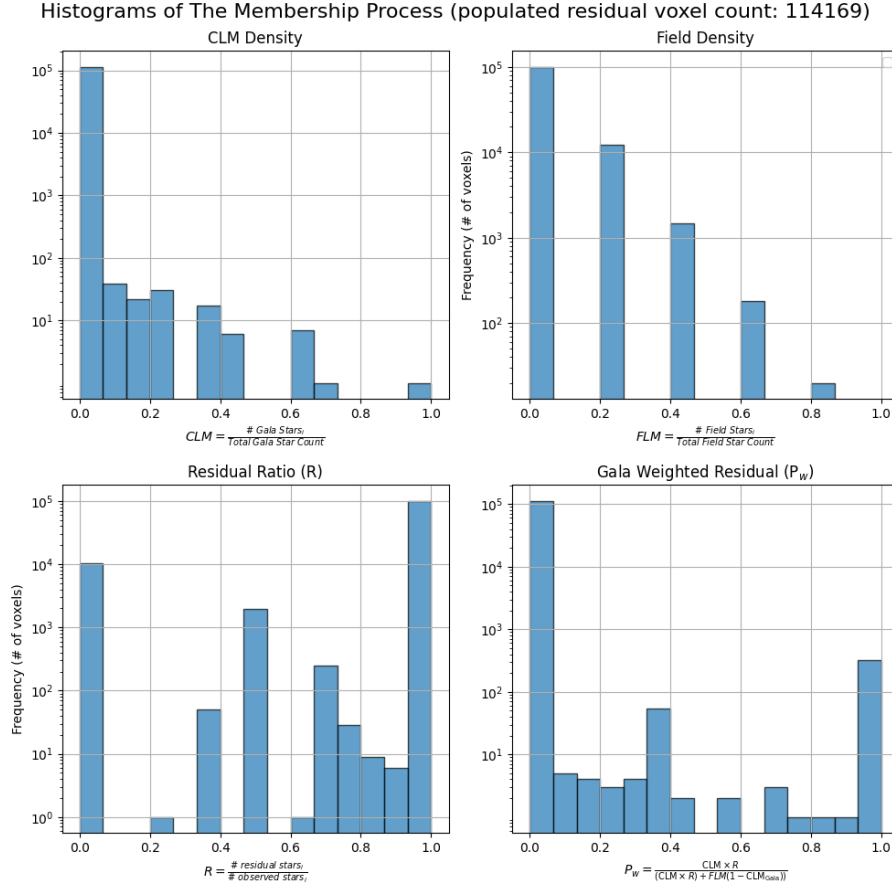 Histograms of The Membership Process (populated residual voxel count: 114169)
CLM Density
Field Density
10^5
10^4
10^3
10^2
10^1
0.0 0.2 0.4 0.6 0.8 1.0
CLM = # Gala Stars_i / Total Gala Star Count
Frequency (# of voxels)
10^5
10^4
10^3
10^2
0.0 0.2 0.4 0.6 0.8 1.0
FLM = # Field Stars_i / Total Field Star Count
Residual Ratio (R)
Gala Weighted Residual (P_w)
Frequency (# of voxels)
10^5
10^4
10^3
10^2
10^1
10^0
0.0 0.2 0.4 0.6 0.8 1.0
R = # residual stars_i / # observed stars_i
10^5
10^4
10^3
10^2
10^1
0.0 0.2 0.4 0.6 0.8 1.0
P_w = CLM × R / (CLM × R) + FLM(1 − CLM_Gala))